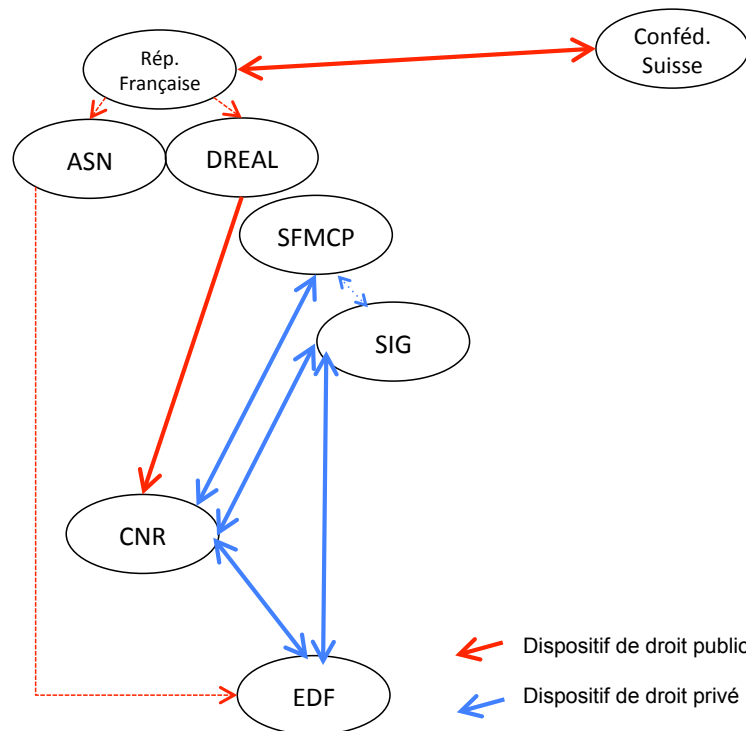 Rép.
Française
Conféd.
Suisse
ASN
DREAL
SFMCP
SIG
CNR
EDF
Dispositif de droit public
Dispositif de droit privé